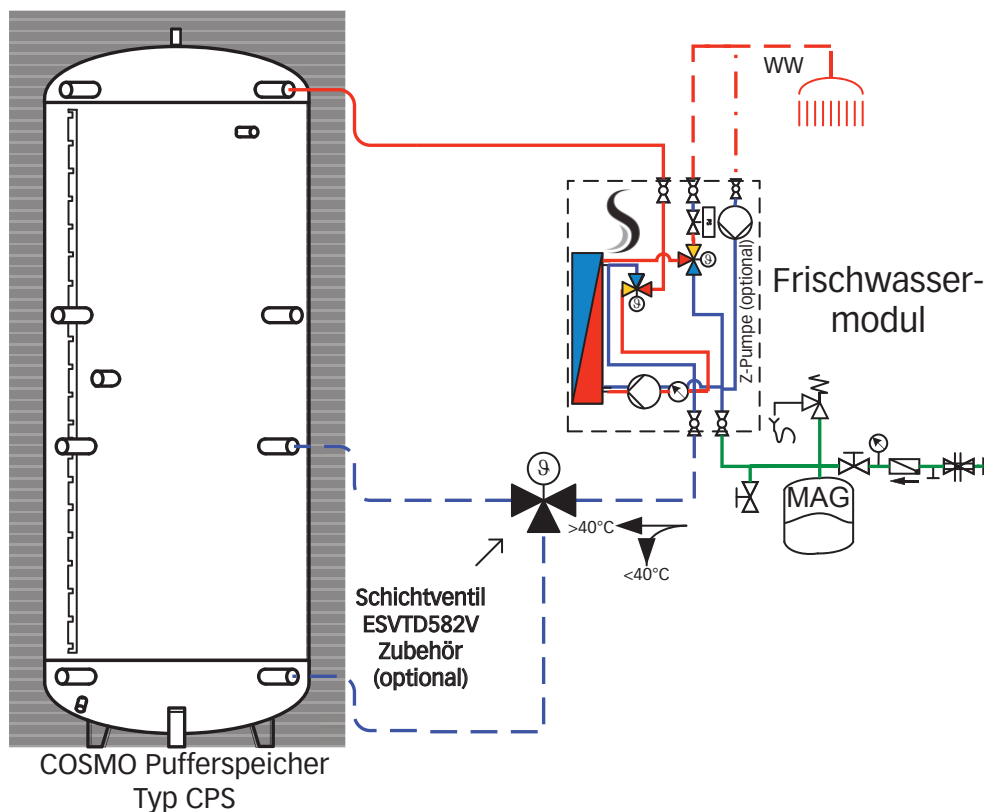 WW
Z-Pumpe (optional)
Frischwasser-
modul
MAG
ϑ
ϑ
ϑ
>40°C
<40°C
Schichtventil
ESVTD582V
Zubehör
(optional)
COSMO Pufferspeicher
Typ CPS